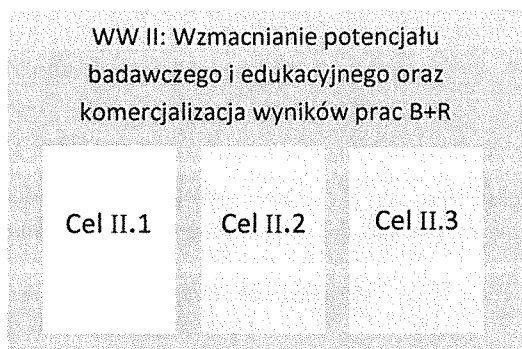 WW II: Wzmacnianie potencjału
badawczego i edukacyjnego oraz
komercjalizacja wyników prac B+R
Cel II.1 Cel II.2 Cel II.3